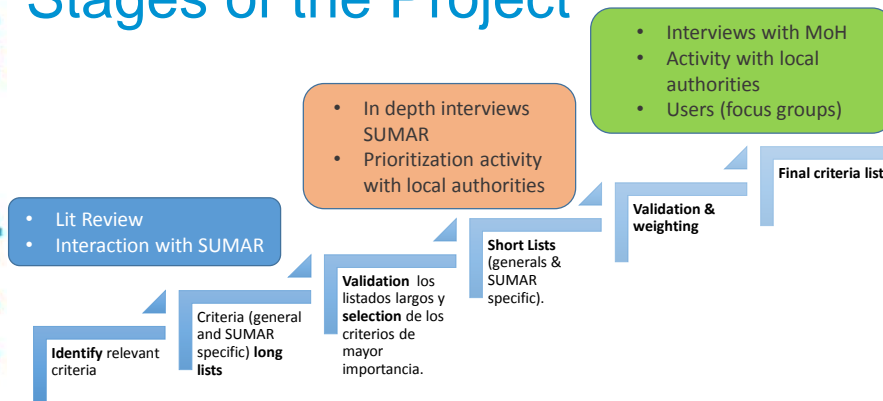 Stages of the Project
• Interviews with MoH
• Activity with local
authorities
• Users (focus groups)
• In depth interviews
SUMAR
• Prioritization activity
with local authorities
• Lit Review
• Interaction with SUMAR
Identify relevant
criteria
Criteria (general
and SUMAR
specific) long
lists
Validation los
listados largos y
selection de los
criterios de
mayor
importancia.
Short Lists
(generals &
SUMAR
specific).
Validation &
weighting
Final criteria list